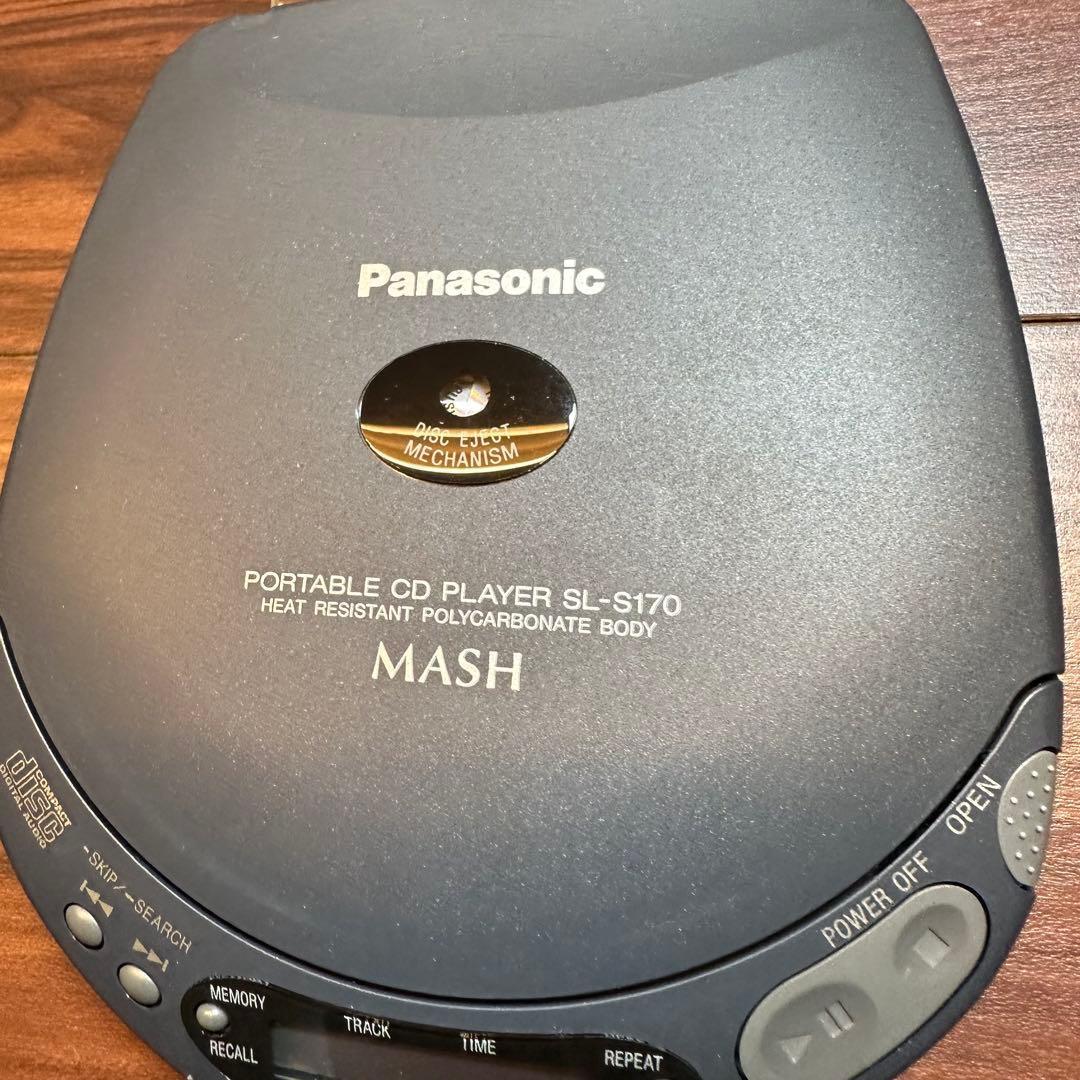 Panasonic
DISC EJECT
MECHANISM
PORTABLE CD PLAYER SL-S170
HEAT RESISTANT POLYCARBONATE BODY
MASH
COMPACT
disc
DIGITAL AUDIO
OPEN
-SKIP/-SEARCH
POWER OFF
MEMORY
RECALL
TRACK
TIME
REPEAT